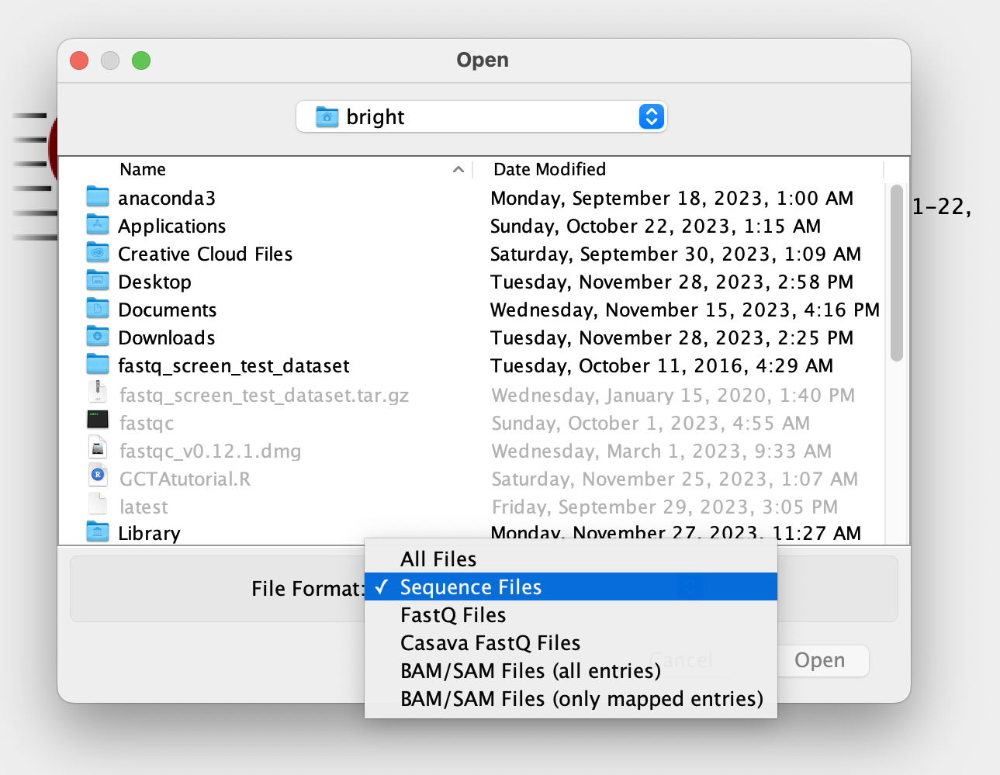 Open
bright
Name Date Modified
anaconda3 Monday, September 18, 2023, 1:00 AM
Applications Sunday, October 22, 2023, 1:15 AM
1-22,
Creative Cloud Files Saturday, September 30, 2023, 1:09 AM
Desktop Tuesday, November 28, 2023, 2:58 PM
Documents Wednesday, November 15, 2023, 4:16 PM
Downloads Tuesday, November 28, 2023, 2:25 PM
fastq_screen_test_dataset Tuesday, October 11, 2016, 4:29 AM
fastq_screen_test_dataset.tar.gz Wednesday, January 15, 2020, 1:40 PM
fastqc Sunday, October 1, 2023, 4:55 AM
fastqc_v0.12.1.dmg Wednesday, March 1, 2023, 9:33 AM
GCTAtutorial.R Saturday, November 25, 2023, 1:07 AM
latest Friday, September 29, 2023, 3:05 PM
Library Monday, November 27, 2023, 11:27 AM
All Files
File Format: ✓ Sequence Files
FastQ Files
Casava FastQ Files
Cancel Open
BAM/SAM Files (all entries)
BAM/SAM Files (only mapped entries)